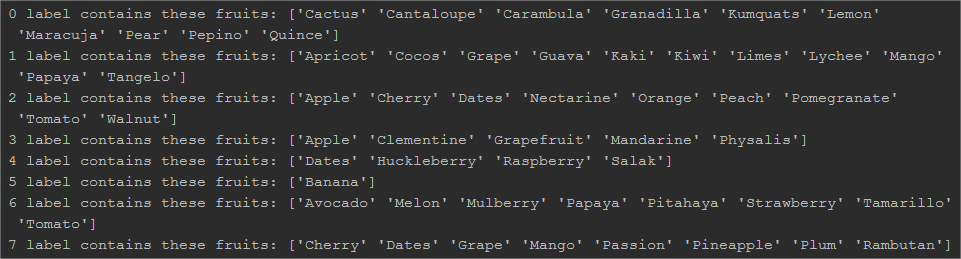 0 label contains these fruits: ['Cactus' 'Cantaloupe' 'Carambula' 'Granadilla' 'Kumquats' 'Lemon'
'Maracuja' 'Pear' 'Pepino' 'Quince']
1 label contains these fruits: ['Apricot' 'Cocos' 'Grape' 'Guava' 'Kaki' 'Kiwi' 'Limes' 'Lychee' 'Mango'
'Papaya' 'Tangelo']
2 label contains these fruits: ['Apple' 'Cherry' 'Dates' 'Nectarine' 'Orange' 'Peach' 'Pomegranate'
'Tomato' 'Walnut']
3 label contains these fruits: ['Apple' 'Clementine' 'Grapefruit' 'Mandarine' 'Physalis']
4 label contains these fruits: ['Dates' 'Huckleberry' 'Raspberry' 'Salak']
5 label contains these fruits: ['Banana']
6 label contains these fruits: ['Avocado' 'Melon' 'Mulberry' 'Papaya' 'Pitahaya' 'Strawberry' 'Tamarillo'
'Tomato']
7 label contains these fruits: ['Cherry' 'Dates' 'Grape' 'Mango' 'Passion' 'Pineapple' 'Plum' 'Rambutan']